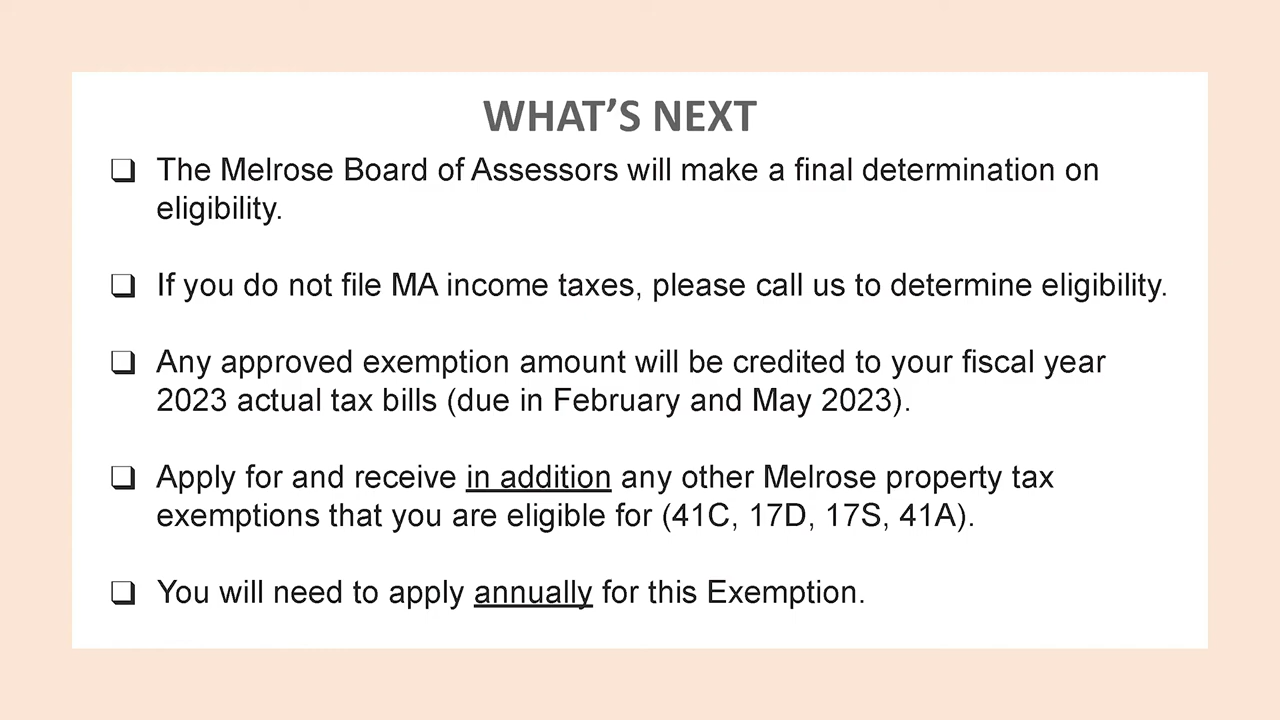 WHAT'S NEXT
❑ The Melrose Board of Assessors will make a final determination on
eligibility.
❑ If you do not file MA income taxes, please call us to determine eligibility.
❑ Any approved exemption amount will be credited to your fiscal year
2023 actual tax bills (due in February and May 2023).
❑ Apply for and receive in addition any other Melrose property tax
exemptions that you are eligible for (41C, 17D, 17S, 41A).
❑ You will need to apply annually for this Exemption.